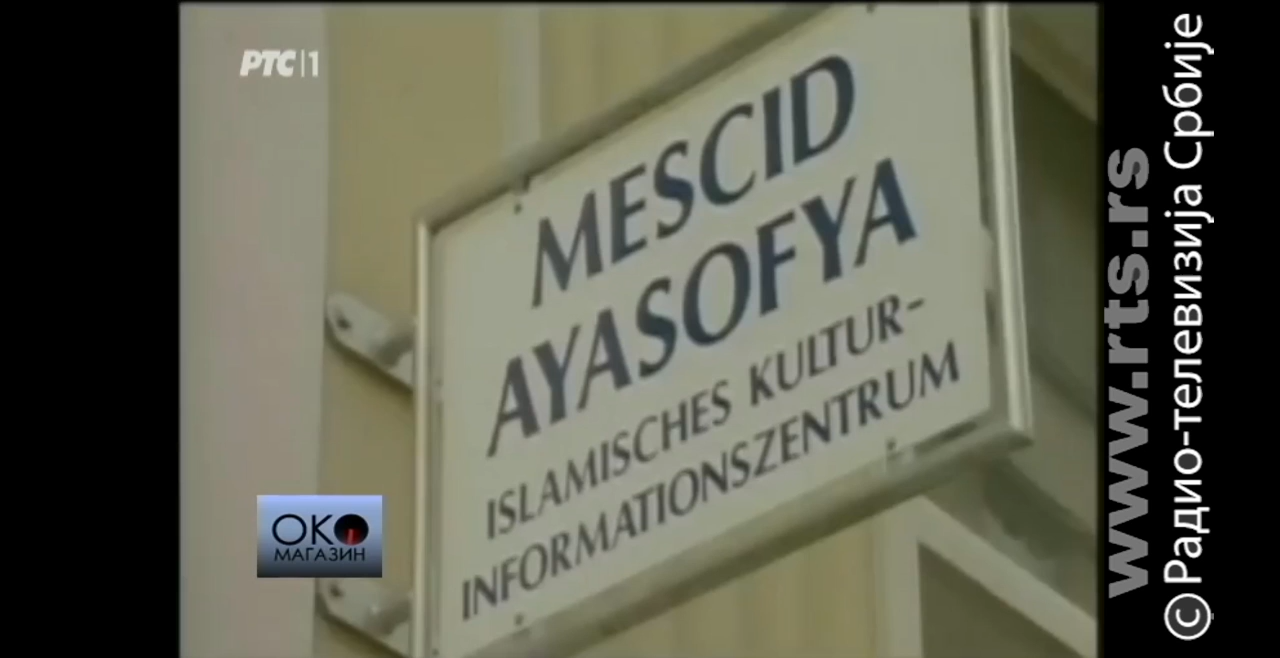 РТС|1
MESCID
AYASOFYA
ISLAMISCHES KULTUR-
INFORMATIONSZENTRUM
ОКО
МАГАЗИН
www.rts.rs
© Радио-телевизија Србије